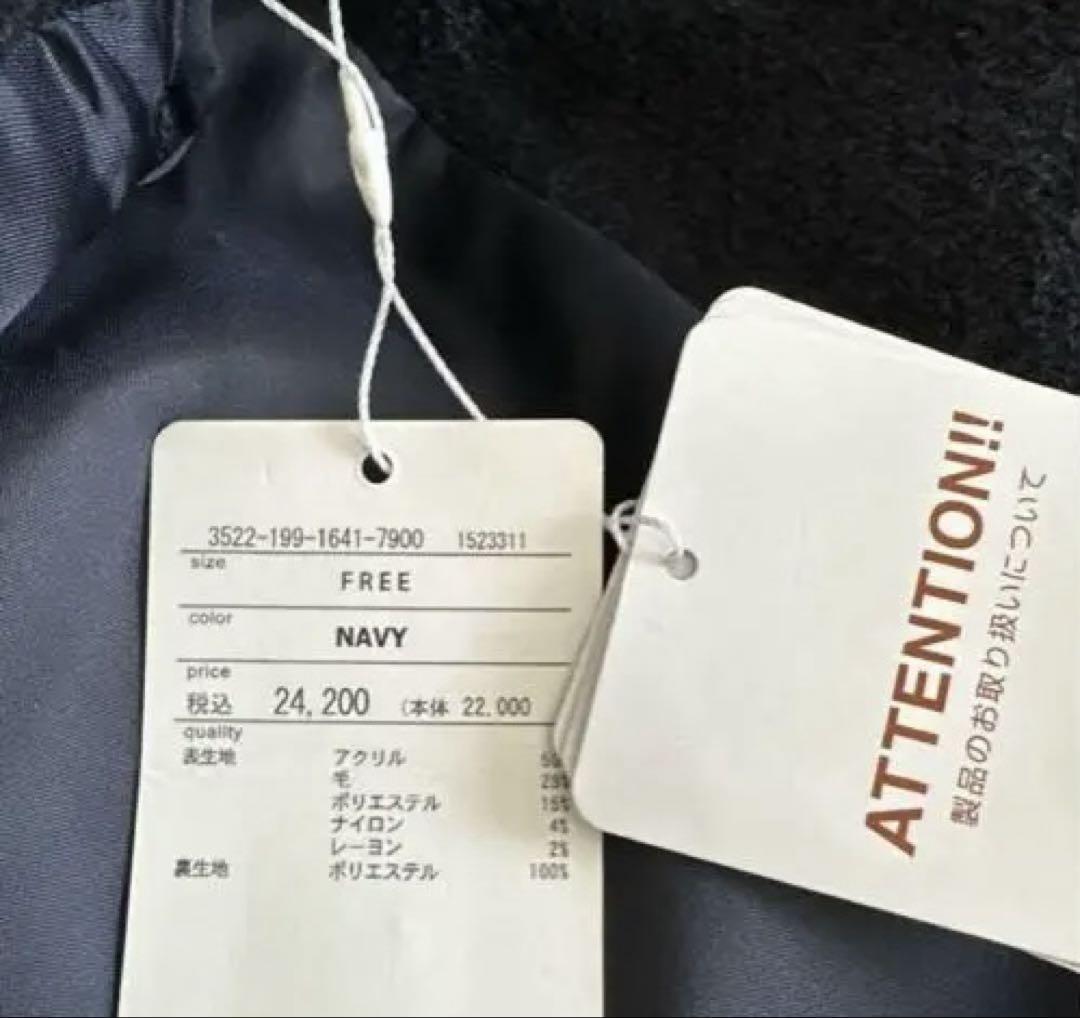 3522-199-1641-7900 1523311
size
FREE
color
NAVY
price
税込 24,200 (本体 22,000
quality
表生地 アクリル
毛
ポリエステル 15%
ナイロン 4%
レーヨン 2%
裏生地 ポリエステル 100%
ATTENTION!!
製品のお取り扱いについて